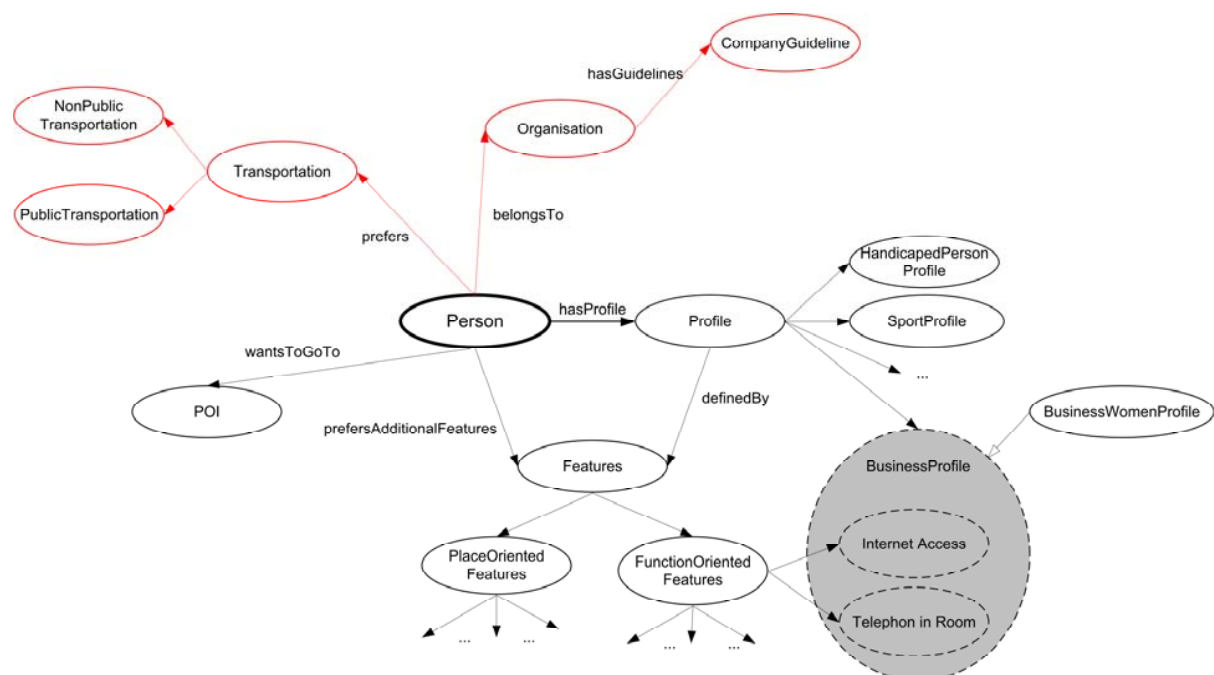 CompanyGuideline
hasGuidelines
NonPublic
Transportation
Organisation
Transportation
PublicTransportation
belongsTo
prefers
HandicapedPerson
Profile
hasProfile
Person
Profile
SportProfile
wantsToGoTo
...
definedBy
POI
BusinessWomenProfile
prefersAdditionalFeatures
Features
BusinessProfile
PlaceOriented
Features
FunctionOriented
Features
Internet Access
Telephon in Room
... ...
... ...